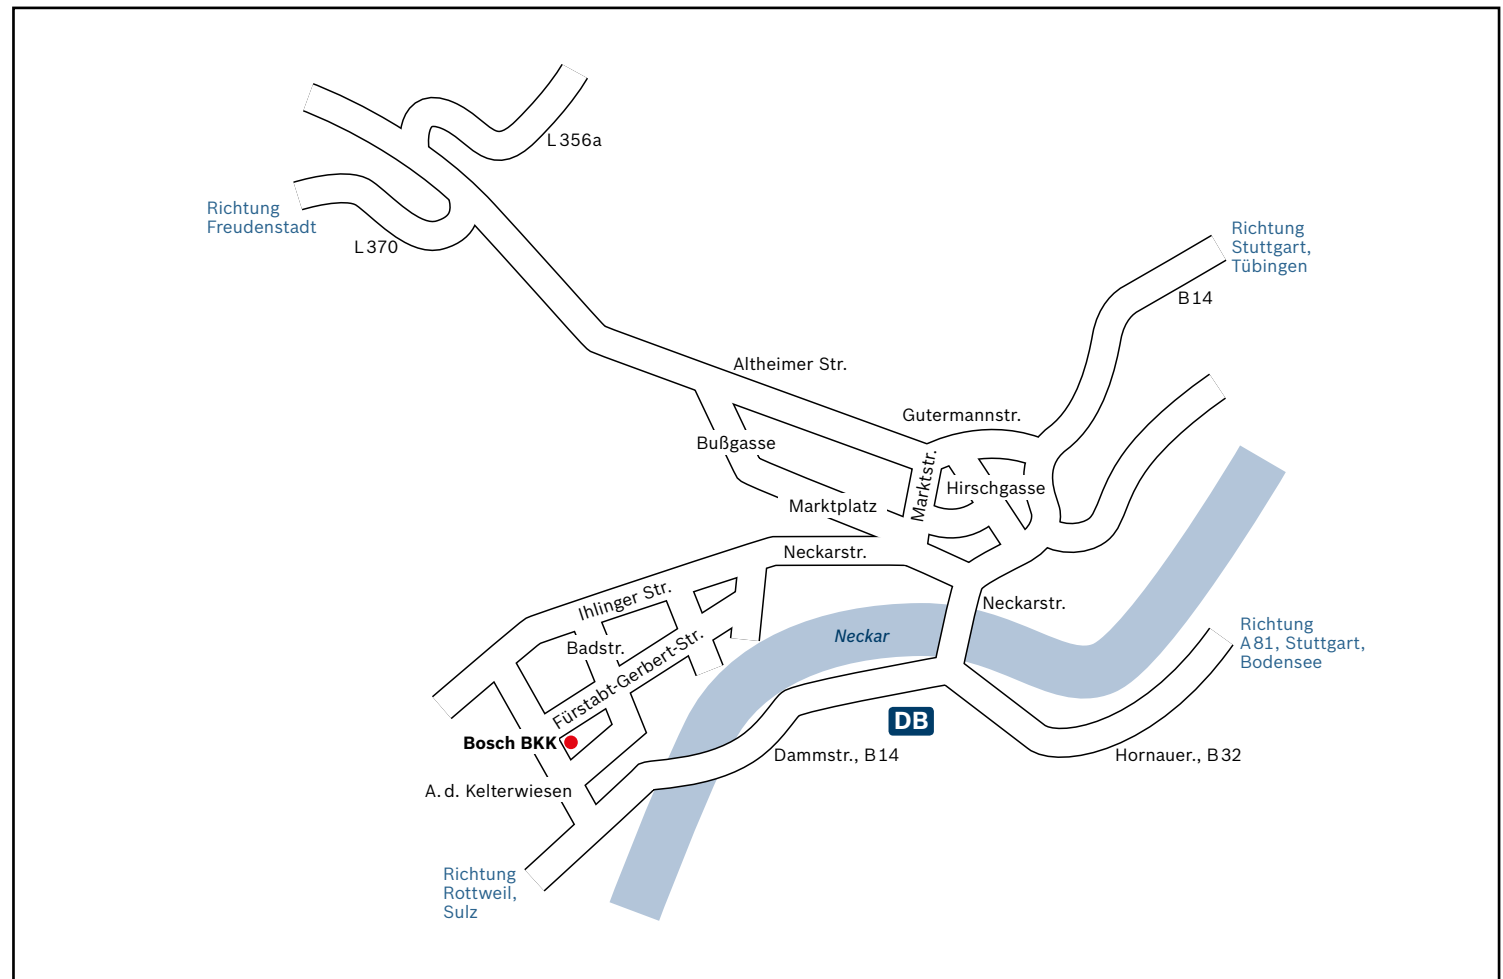 L 356a
Richtung
Freudenstadt
L 370
Richtung
Stuttgart,
Tübingen
B 14
Altheimer Str.
Gutermannstr.
Bußgasse
Marktstr.
Hirschgasse
Marktplatz
Neckarstr.
Ihlinger Str.
Neckarstr.
Badstr.
Neckar
Richtung
A 81, Stuttgart,
Bodensee
Fürstabt-Gerbert-Str.
DB
Bosch BKK
Dammstr., B 14
Hornauer., B 32
A. d. Kelterwiesen
Richtung
Rottweil,
Sulz